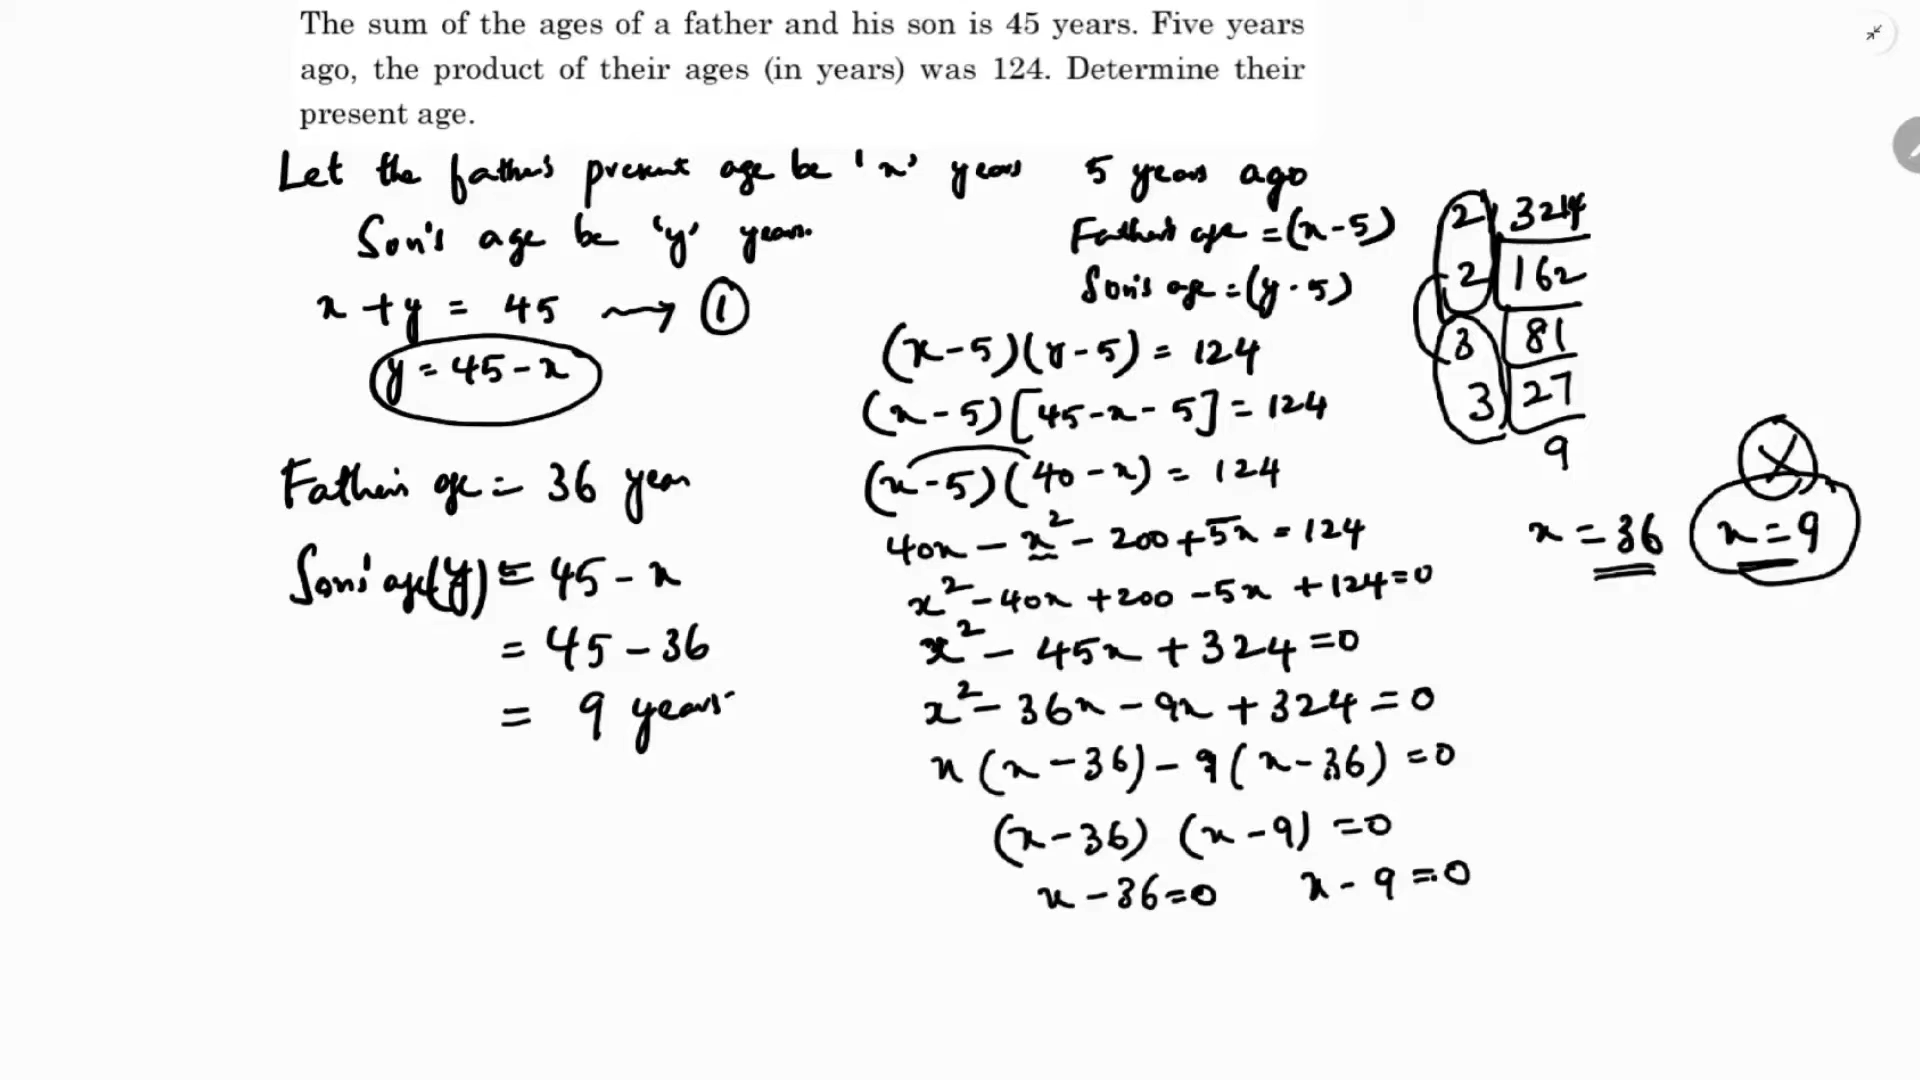 The sum of the ages of a father and his son is 45 years. Five years
ago, the product of their ages (in years) was 124. Determine their
present age.
Let the father's present age be 'x' years
Son's age be 'y' years.
x + y = 45 → ①
y = 45 - x
Father's age = 36 year
Son's age (y) = 45 - x
= 45 - 36
= 9 years
5 years ago
Father's age = (x - 5)
Son's age = (y - 5)
(x - 5)(y - 5) = 124
(x - 5)[45 - x - 5] = 124
(x - 5)(40 - x) = 124
40x - x² - 200 + 5x = 124
x² - 40x + 200 - 5x + 124 = 0
x² - 45x + 324 = 0
x² - 36x - 9x + 324 = 0
x(x - 36) - 9(x - 36) = 0
(x - 36) (x - 9) = 0
x - 36 = 0 x - 9 = 0
2 324
2 162
3 81
3 27
9
x = 36 x = 9